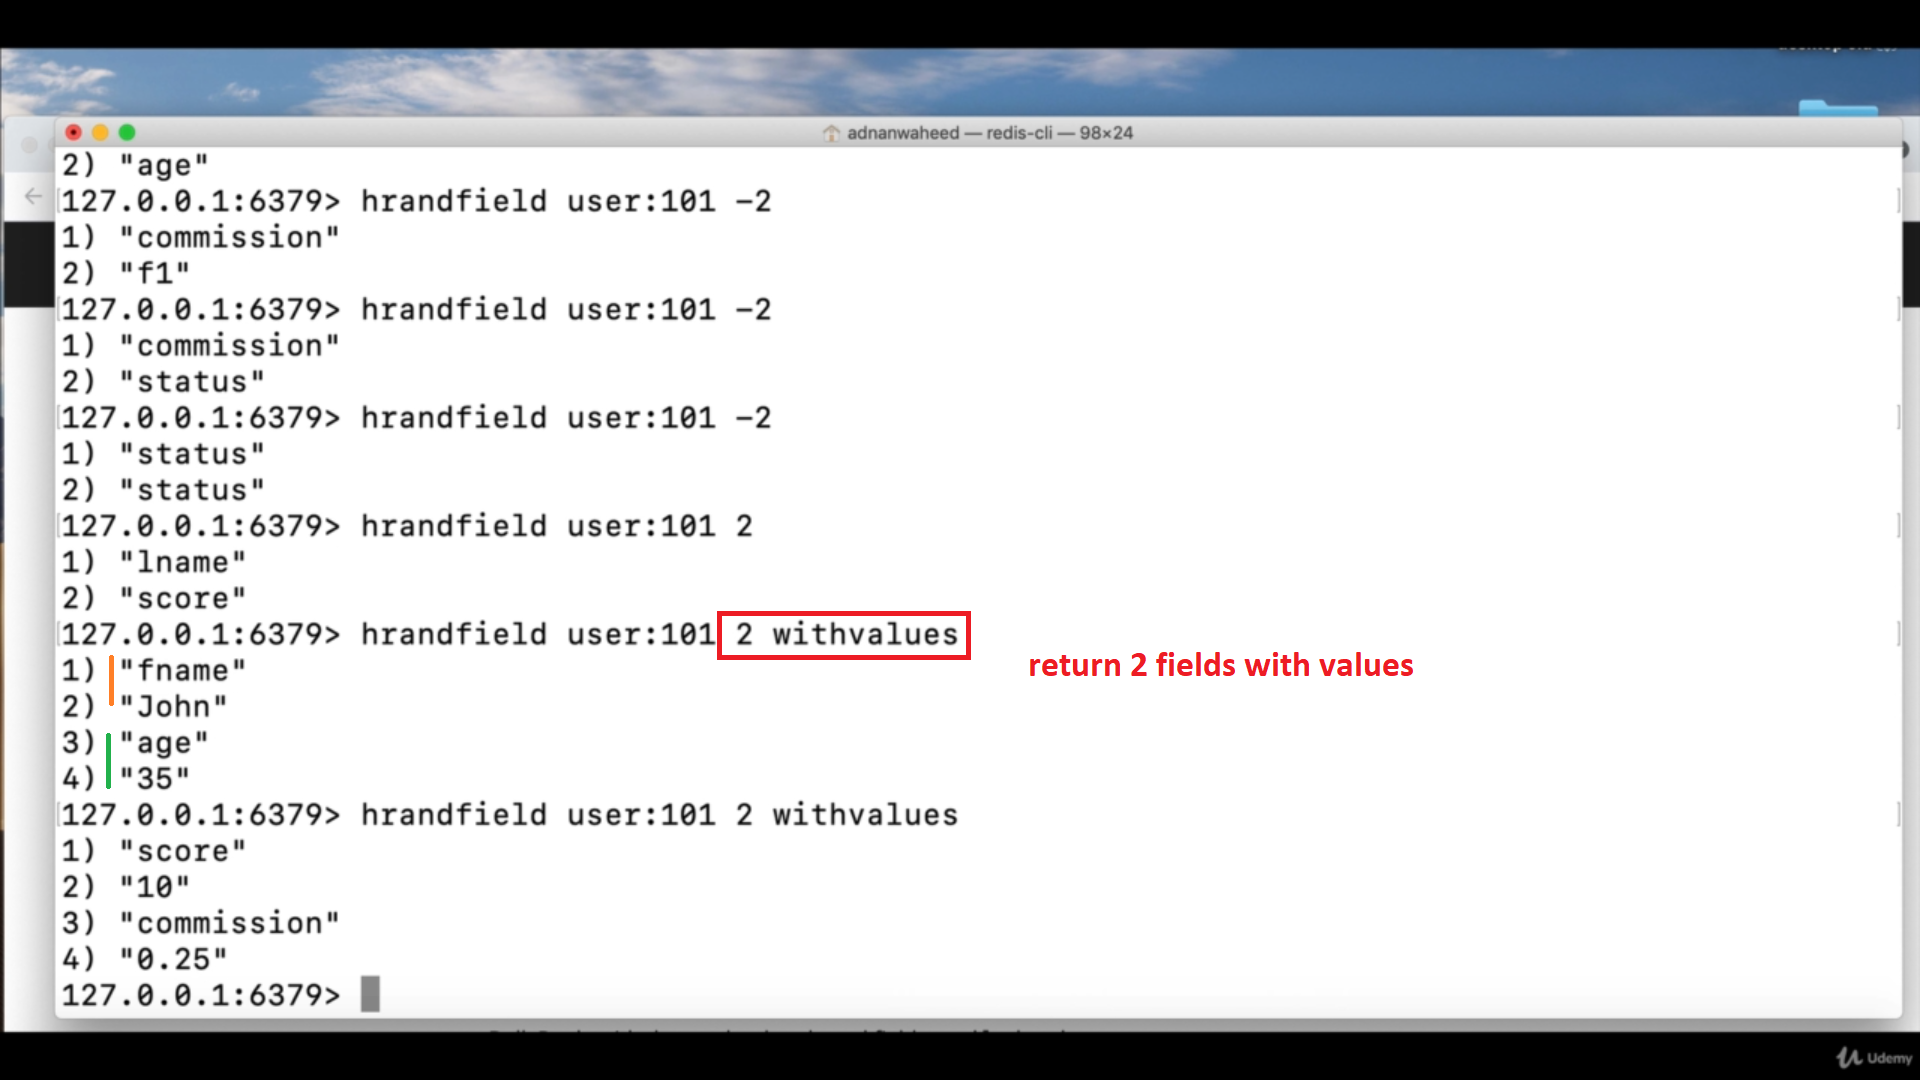 adnanwaheed — redis-cli — 98×24
2) "age"
127.0.0.1:6379> hrandfield user:101 -2
1) "commission"
2) "f1"
127.0.0.1:6379> hrandfield user:101 -2
1) "commission"
2) "status"
127.0.0.1:6379> hrandfield user:101 -2
1) "status"
2) "status"
127.0.0.1:6379> hrandfield user:101 2
1) "lname"
2) "score"
127.0.0.1:6379> hrandfield user:101 2 withvalues
return 2 fields with values
1) "fname"
2) "John"
3) "age"
4) "35"
127.0.0.1:6379> hrandfield user:101 2 withvalues
1) "score"
2) "10"
3) "commission"
4) "0.25"
127.0.0.1:6379>
Udemy